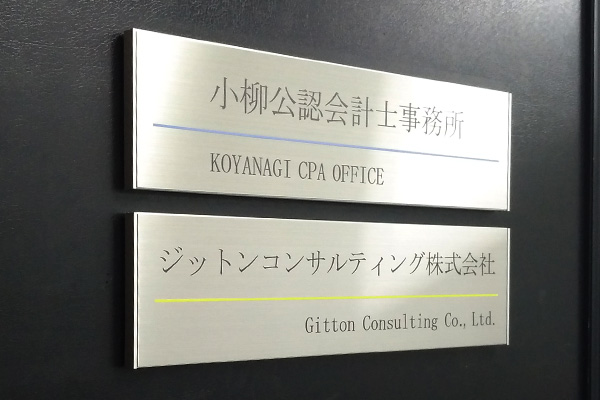 小柳公認会計士事務所
KOYANAGI CPA OFFICE
ジットンコンサルティング株式会社
Gitton Consulting Co., Ltd.